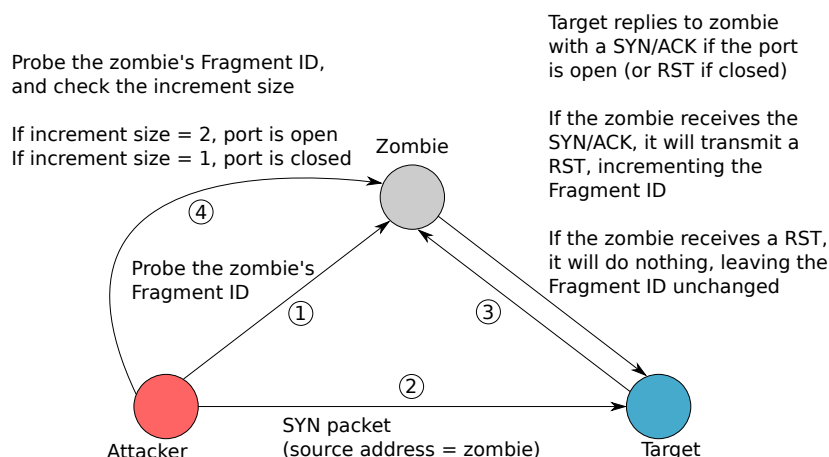 Target replies to zombie
with a SYN/ACK if the port
is open (or RST if closed)
If the zombie receives the
SYN/ACK, it will transmit a
RST, incrementing the
Fragment ID
If the zombie receives a RST,
it will do nothing, leaving the
Fragment ID unchanged
Probe the zombie's Fragment ID,
and check the increment size
If increment size = 2, port is open
If increment size = 1, port is closed
Zombie
4
Probe the zombie's
Fragment ID
1
3
2
SYN packet
(source address = zombie)
Attacker
Target